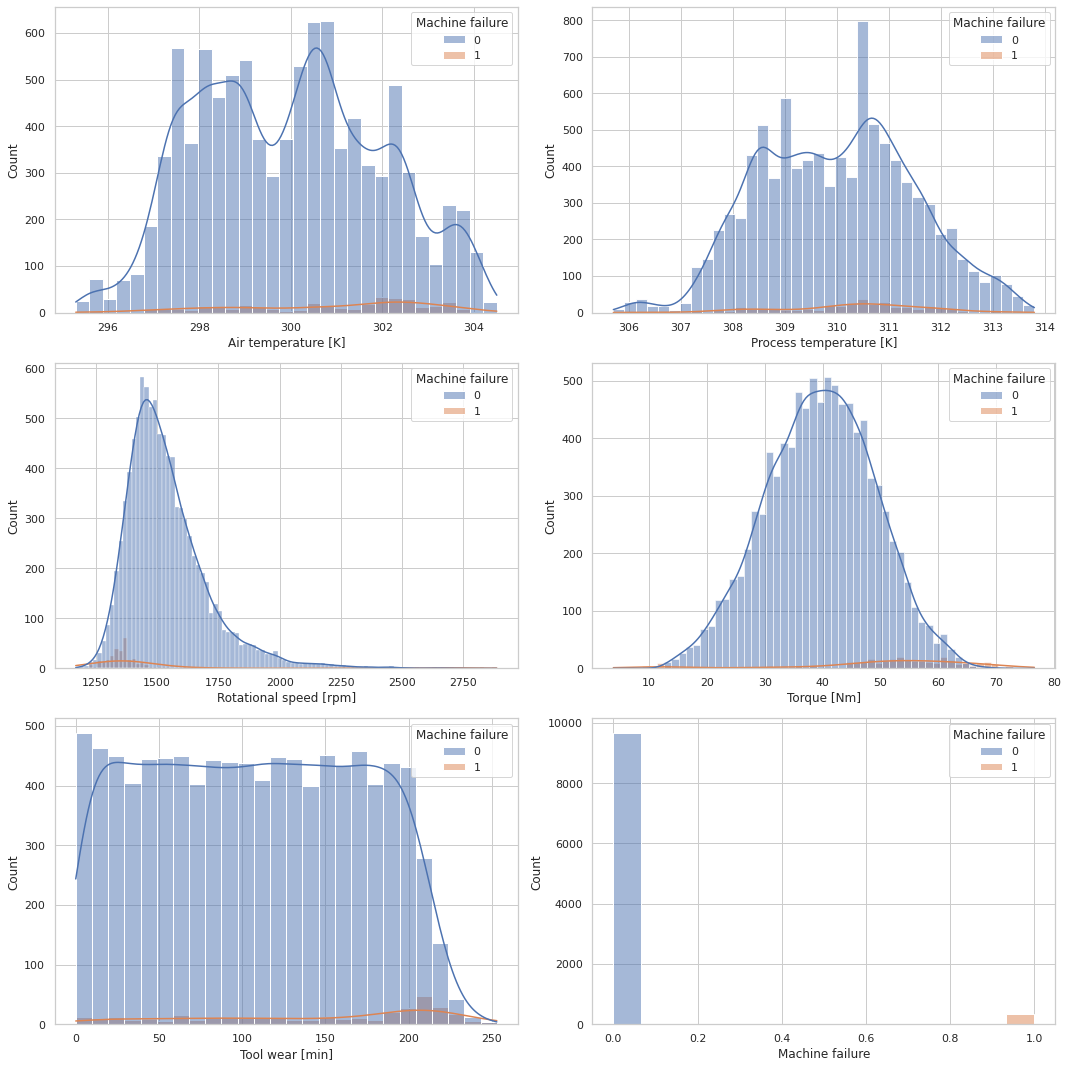 Machine failure
0
1
600
500
400
300
200
100
0
Count
296 298 300 302 304
Air temperature [K]
Machine failure
0
1
800
700
600
500
400
300
200
100
0
Count
306 307 308 309 310 311 312 313 314
Process temperature [K]
Machine failure
0
1
600
500
400
300
200
100
0
Count
1250 1500 1750 2000 2250 2500 2750
Rotational speed [rpm]
Machine failure
0
1
500
400
300
200
100
0
Count
10 20 30 40 50 60 70 80
Torque [Nm]
Machine failure
0
1
500
400
300
200
100
0
Count
0 50 100 150 200 250
Tool wear [min]
Machine failure
0
1
10000
8000
6000
4000
2000
0
Count
0.0 0.2 0.4 0.6 0.8 1.0
Machine failure